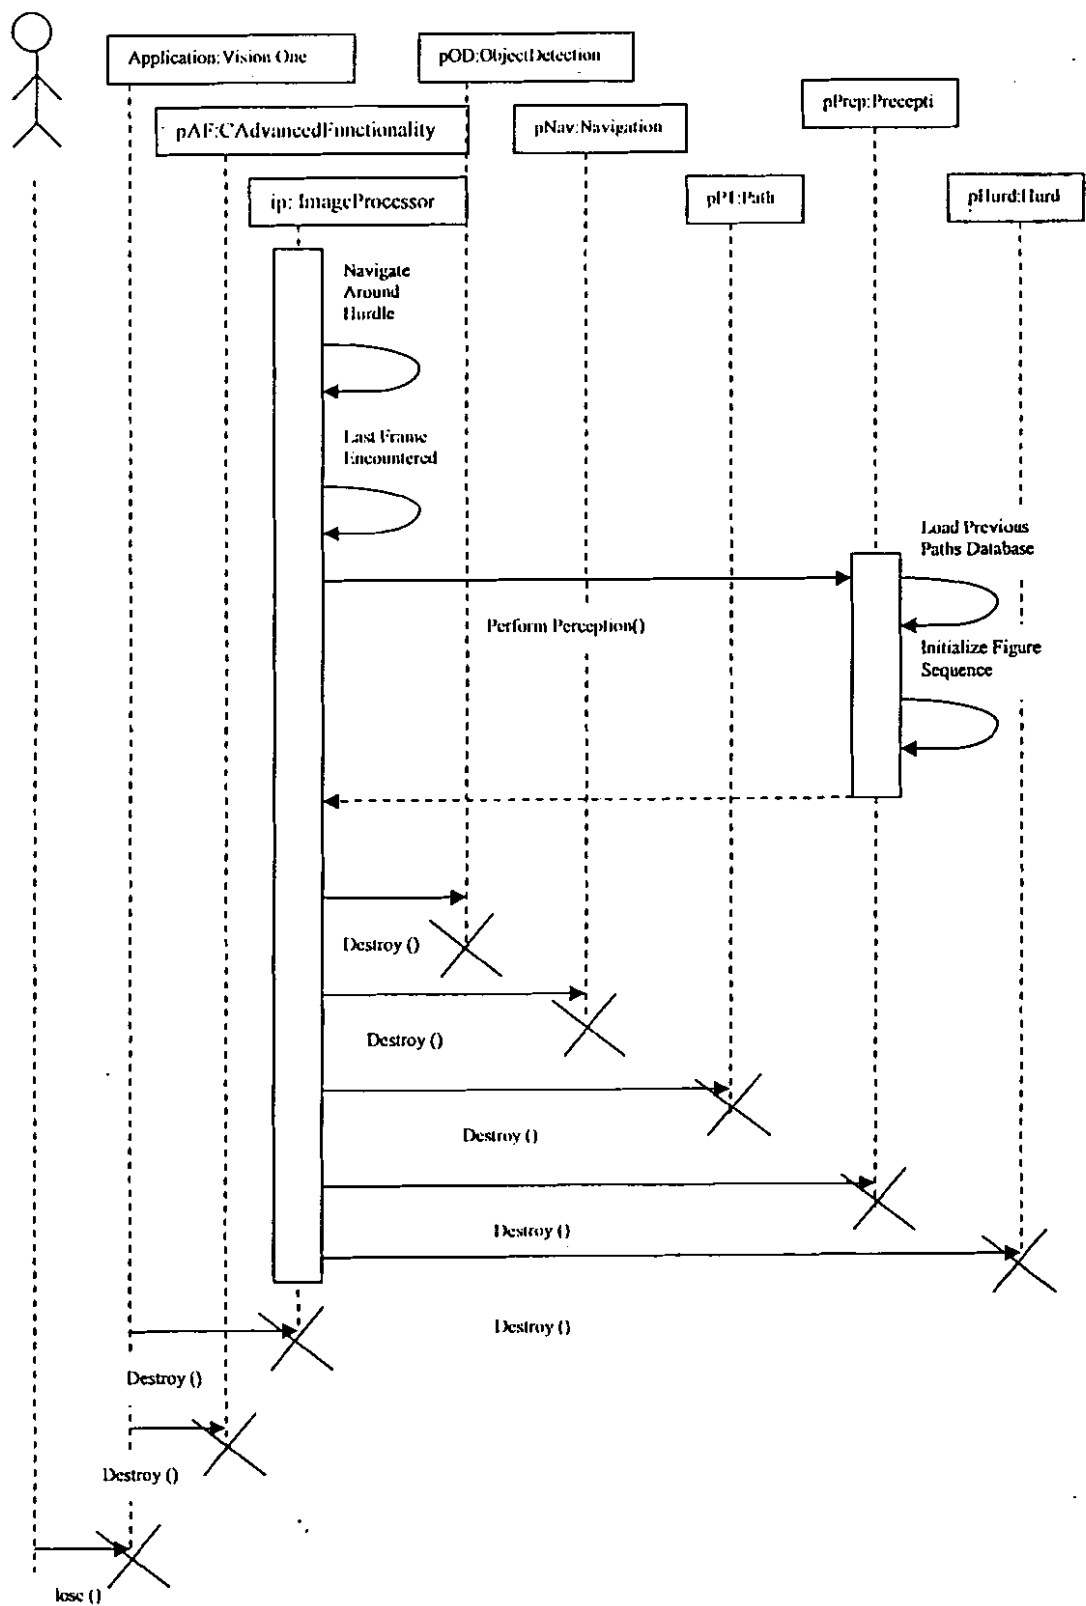 Application:Vision One
pOD:ObjectDetection
pAF:CAdvancedFunctionality
pNav:Navigation
pPrep:Precepti
ip: ImageProcessor
pPT:Path
pHurd:Hurd
Navigate
Around
Hurdle
Last Frame
Encountered
Load Previous
Paths Database
Perform Perception()
Initialize Figure
Sequence
Destroy ()
Destroy ()
Destroy ()
Destroy ()
Destroy ()
Destroy ()
Destroy ()
lose ()